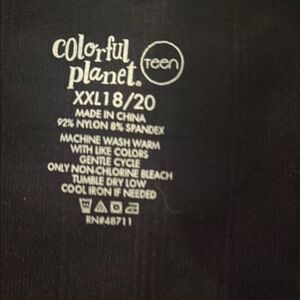 colorful
planet.
Teen
XXL18/20
MADE IN CHINA
92% NYLON 8% SPANDEX
MACHINE WASH WARM
WITH LIKE COLORS
GENTLE CYCLE
ONLY NON-CHLORINE BLEACH
TUMBLE DRY LOW
COOL IRON IF NEEDED
RN#48711